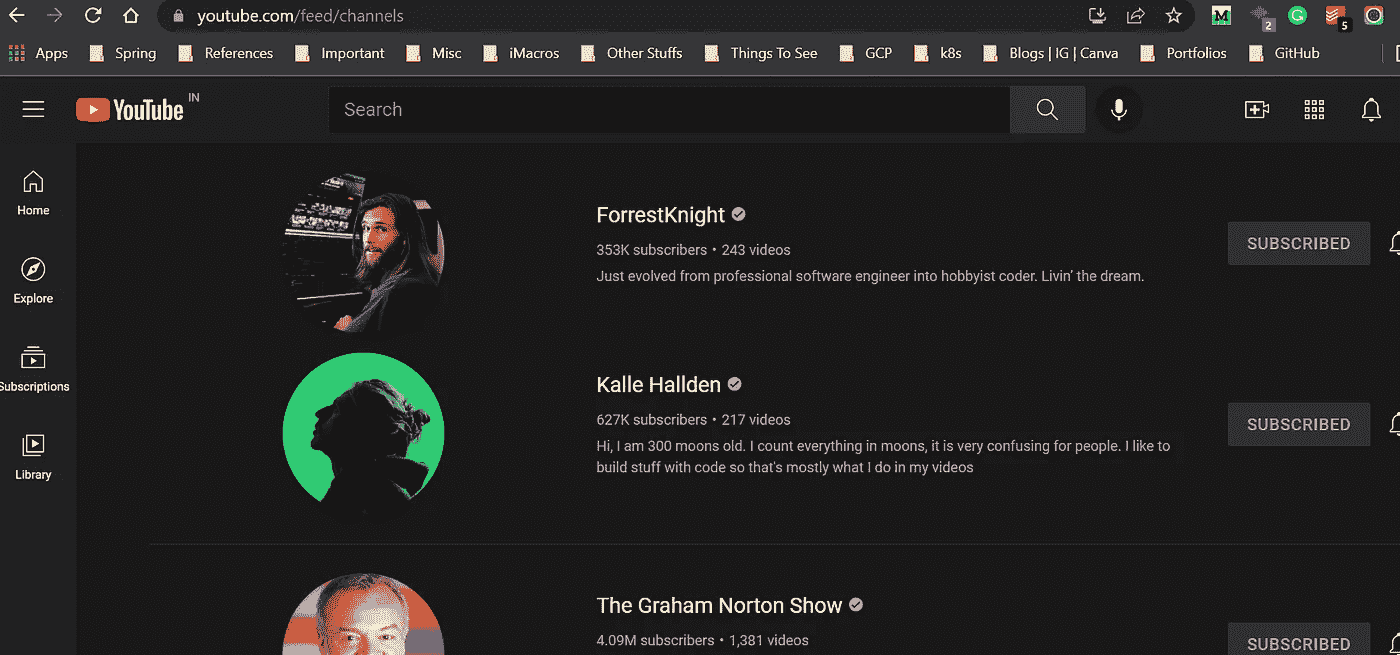 youtube.com/feed/channels
2
5
Apps Spring References Important Misc iMacros Other Stuffs Things To See GCP k8s Blogs | IG | Canva Portfolios GitHub
YouTube IN
Search
Home
Explore
Subscriptions
Library
ForrestKnight
353K subscribers • 243 videos
Just evolved from professional software engineer into hobbyist coder. Livin’ the dream.
SUBSCRIBED
Kalle Hallden
627K subscribers • 217 videos
Hi, I am 300 moons old. I count everything in moons, it is very confusing for people. I like to
build stuff with code so that's mostly what I do in my videos
SUBSCRIBED
The Graham Norton Show
4.09M subscribers • 1,381 videos
SUBSCRIBED